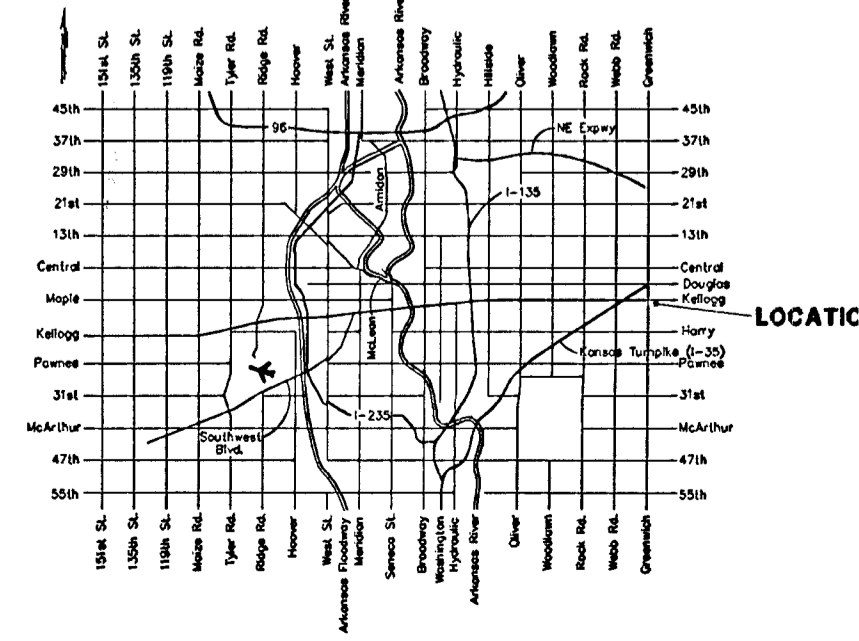 151st St.
135th St.
119th St.
Maize Rd.
Tyler Rd.
Ridge Rd.
Hoover
West St.
Arkansas River
Meridian
Arkansas River
Broadway
Hydraulic
Hillside
Oliver
Woodlawn
Rock Rd.
Webb Rd.
Greenwich
45th
37th
29th
21st
13th
Central
Maple
Kellogg
Pawnee
31st
McArthur
47th
55th
45th
37th
29th
21st
13th
Central
Douglas
Kellogg
Harry
Pawnee
31st
McArthur
47th
55th
96
NE Expwy
Amidon
I-135
McLean
LOCATIO
Kansas Turnpike (I-35)
I-235
Southwest
Blvd.
151st St.
135th St.
119th St.
Maize Rd.
Tyler Rd.
Ridge Rd.
Hoover
West St.
Arkansas Floodway
Meridian
Seneca St.
Broadway
Washington
Hydraulic
Arkansas River
Oliver
Woodlawn
Rock Rd.
Webb Rd.
Greenwich